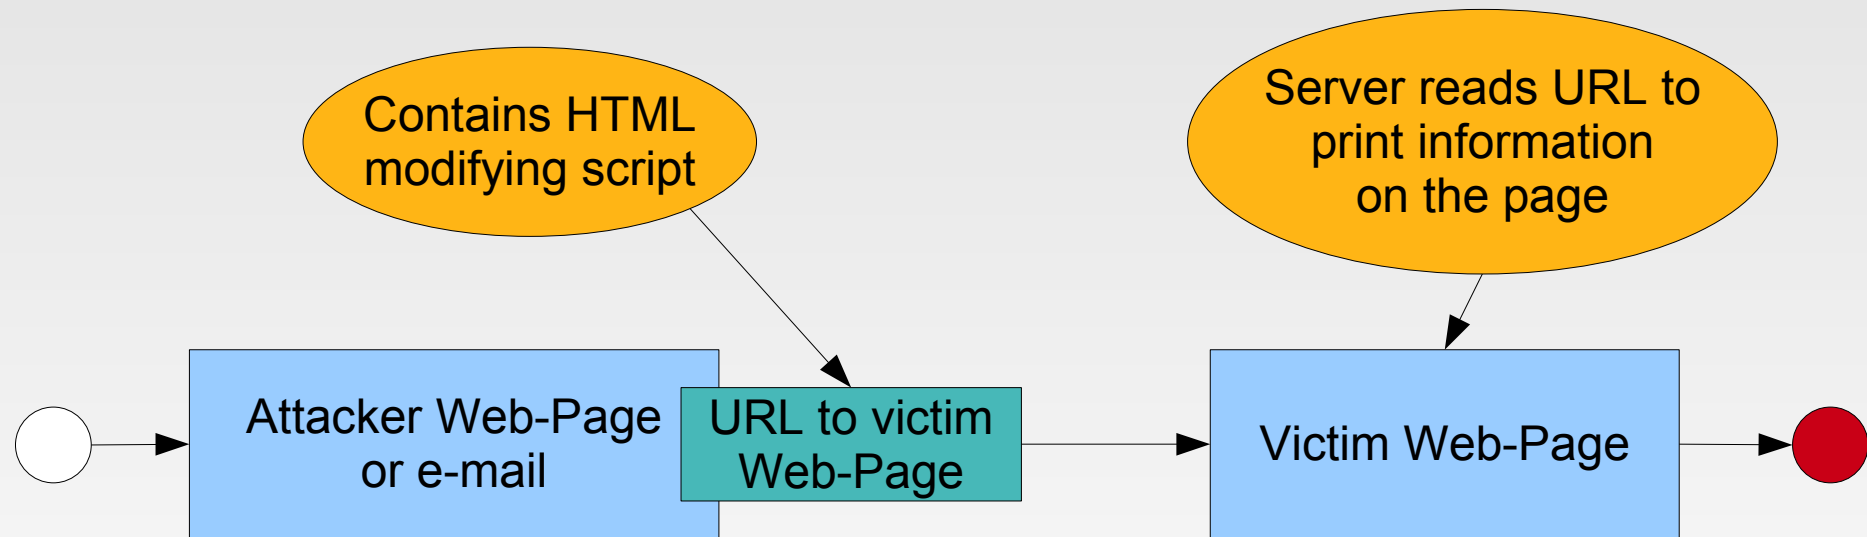 Contains HTML
modifying script
Server reads URL to
print information
on the page
Attacker Web-Page
or e-mail
URL to victim
Web-Page
Victim Web-Page